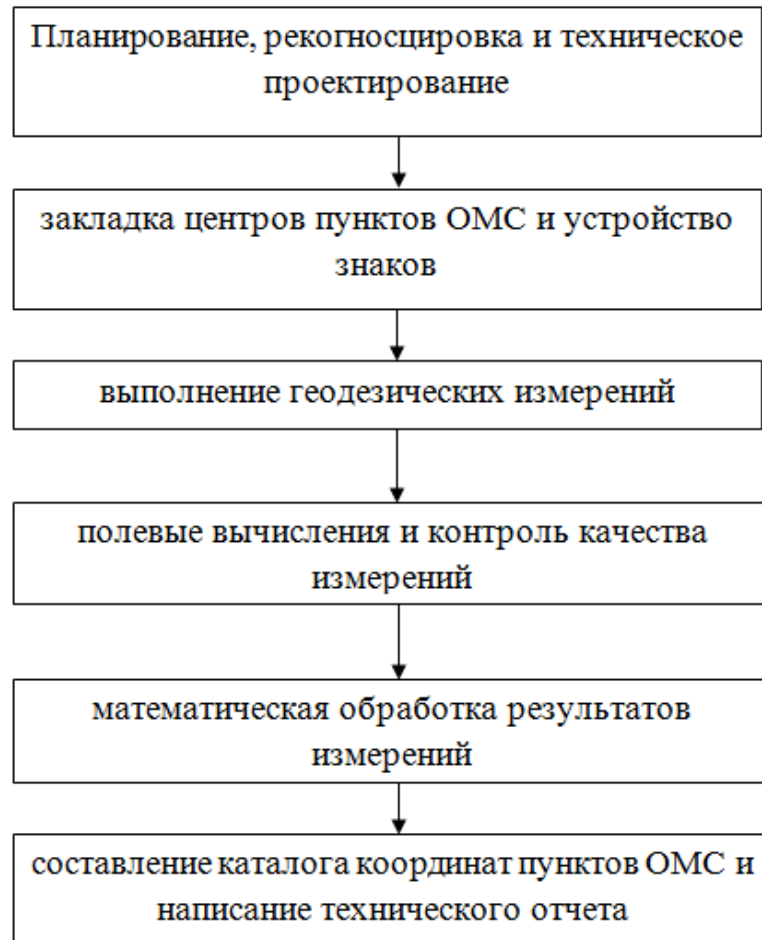 Планирование, рекогносцировка и техническое
проектирование
закладка центров пунктов ОМС и устройство
знаков
выполнение геодезических измерений
полевые вычисления и контроль качества
измерений
математическая обработка результатов
измерений
составление каталога координат пунктов ОМС и
написание технического отчета